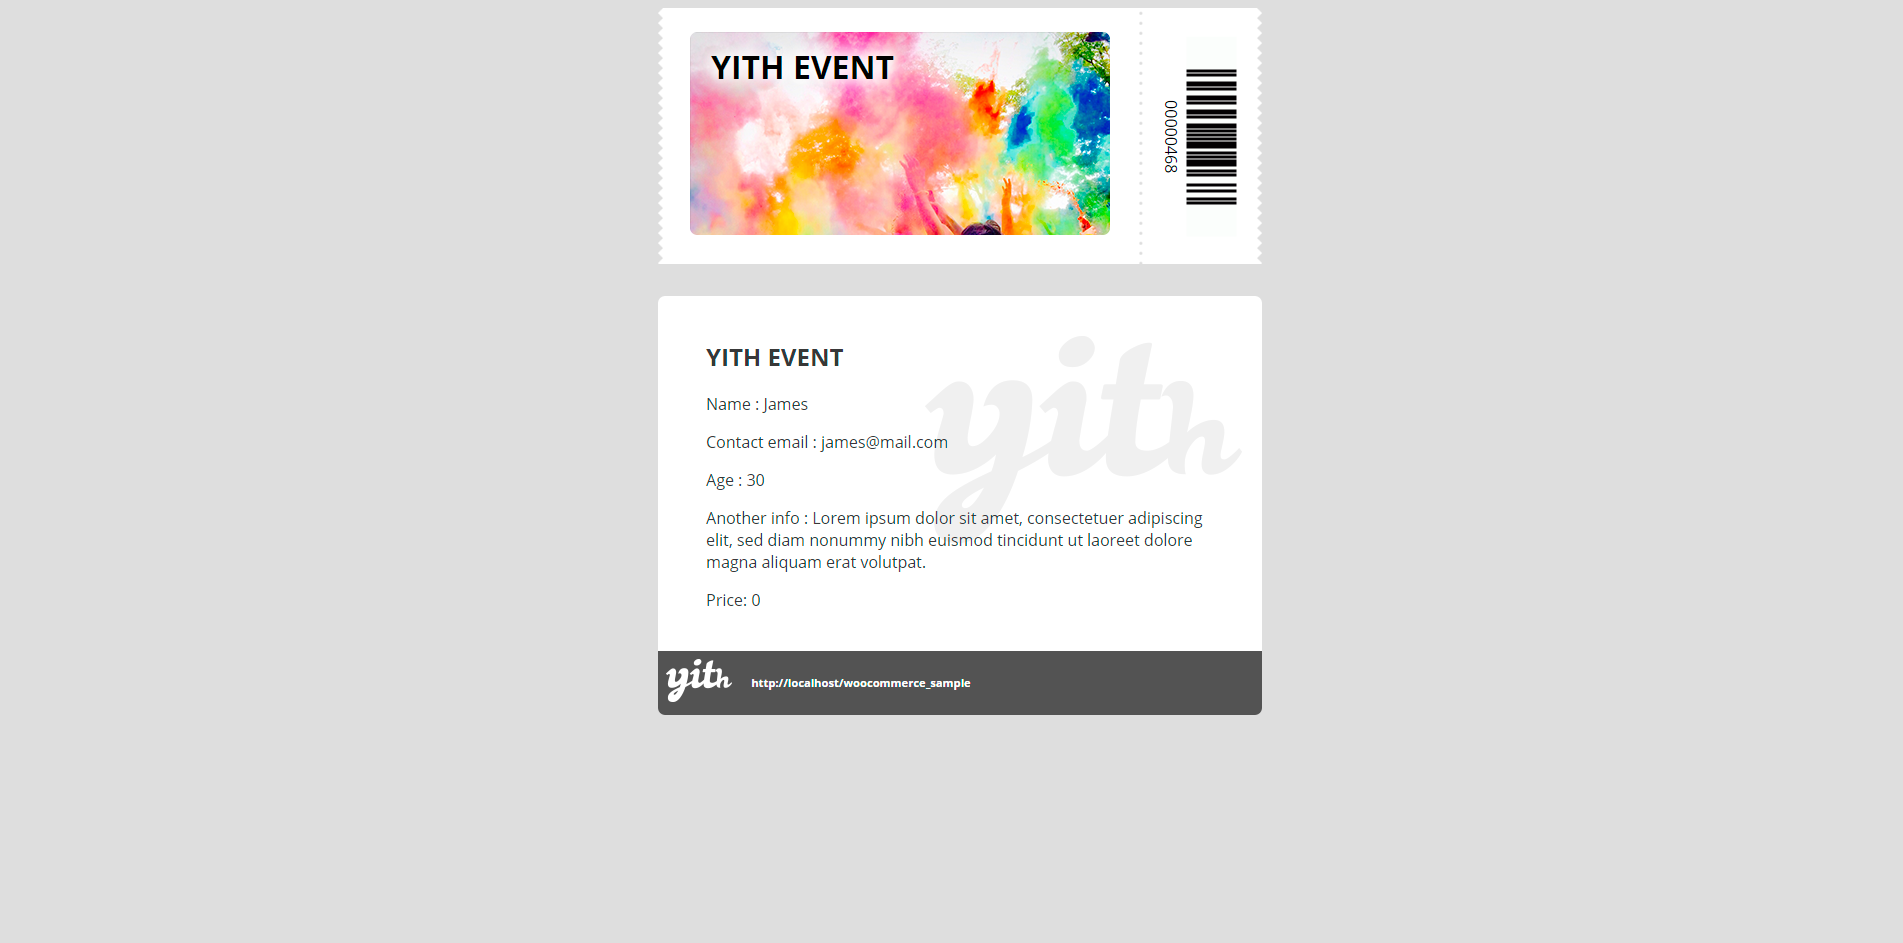 YITH EVENT
00000468
yith
YITH EVENT
Name : James
Contact email : james@mail.com
Age : 30
Another info : Lorem ipsum dolor sit amet, consectetuer adipiscing
elit, sed diam nonummy nibh euismod tincidunt ut laoreet dolore
magna aliquam erat volutpat.
Price: 0
yith
http://localhost/woocommerce_sample